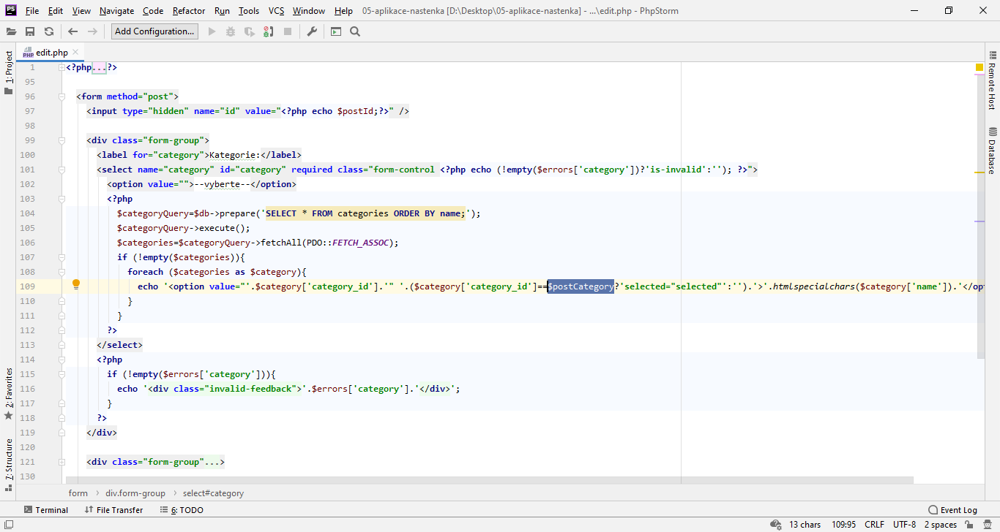 PS File Edit View Navigate Code Refactor Run Tools VCS Window Help 05-aplikace-nastenka [D:\Desktop\05-aplikace-nastenka] - ...\edit.php - PhpStorm
Add Configuration...
PHP edit.php
1: Project
2: Favorites
7: Structure
Remote Host
Database
1 <?php...?>
95
96 <form method="post">
97 <input type="hidden" name="id" value="<?php echo $postId;?>" />
98
99 <div class="form-group">
100 <label for="category">Kategorie:</label>
101 <select name="category" id="category" required class="form-control <?php echo (!empty($errors['category'])?'is-invalid':''); ?>">
102 <option value="">--vyberte--</option>
103 <?php
104 $categoryQuery=$db->prepare('SELECT * FROM categories ORDER BY name;');
105 $categoryQuery->execute();
106 $categories=$categoryQuery->fetchAll(PDO::FETCH_ASSOC);
107 if (!empty($categories)){
108 foreach ($categories as $category){
109 echo '<option value="'.$category['category_id'].'" '.($category['category_id']==$postCategory?'selected="selected"':'').'>'.htmlspecialchars($category['name']).'</opt
110 }
111 }
112 ?>
113 </select>
114 <?php
115 if (!empty($errors['category'])){
116 echo '<div class="invalid-feedback">'.$errors['category'].'</div>';
117 }
118 ?>
119 </div>
120
121 <div class="form-group"...>
130
form › div.form-group › select#category
Terminal File Transfer 6: TODO Event Log
13 chars 109:95 CRLF UTF-8 2 spaces